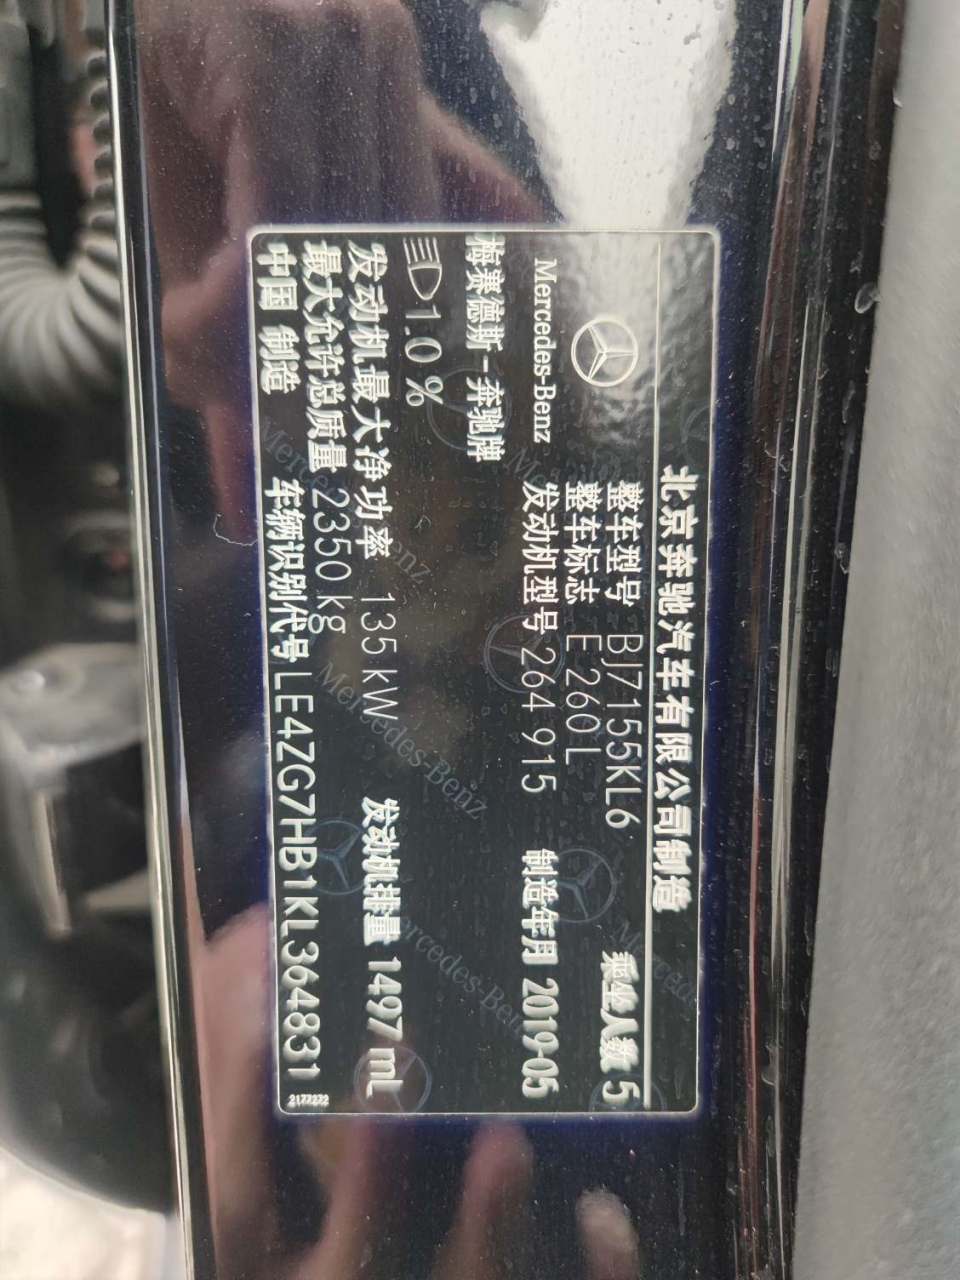 北京奔驰汽车有限公司制造
Mercedes-Benz
整车型号 BJ7155KL6 乘坐人数 5
整车标志 E 260 L
梅赛德斯-奔驰牌 发动机型号 264 915 制造年月 2019-05
1.0%
发动机最大净功率 135 kW 发动机排量 1497 mL
最大允许总质量 2350 kg
中国 制造 车辆识别代号 LE4ZG7HB1KL364831
2177272